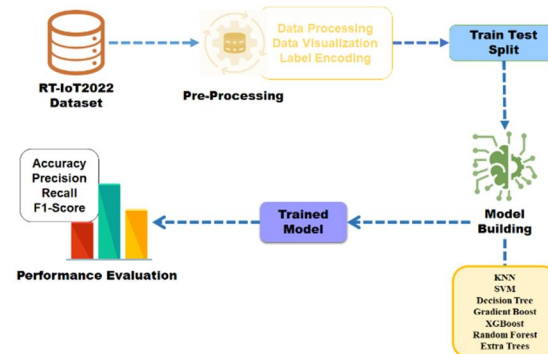 RT-IoT2022
Dataset
Pre-Processing
Data Processing
Data Visualization
Label Encoding
Train Test
Split
Model
Building
KNN
SVM
Decision Tree
Gradient Boost
XGBoost
Random Forest
Extra Trees
Trained
Model
Accuracy
Precision
Recall
F1-Score
Performance Evaluation